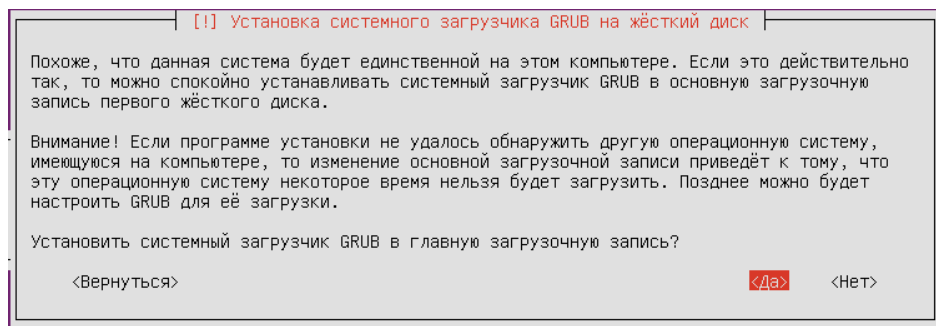 [!] Установка системного загрузчика GRUB на жёсткий диск
Похоже, что данная система будет единственной на этом компьютере. Если это действительно
так, то можно спокойно устанавливать системный загрузчик GRUB в основную загрузочную
запись первого жёсткого диска.
Внимание! Если программе установки не удалось обнаружить другую операционную систему,
имеющуюся на компьютере, то изменение основной загрузочной записи приведёт к тому, что
эту операционную систему некоторое время нельзя будет загрузить. Позднее можно будет
настроить GRUB для её загрузки.
Установить системный загрузчик GRUB в главную загрузочную запись?
<Вернуться> <Да> <Нет>